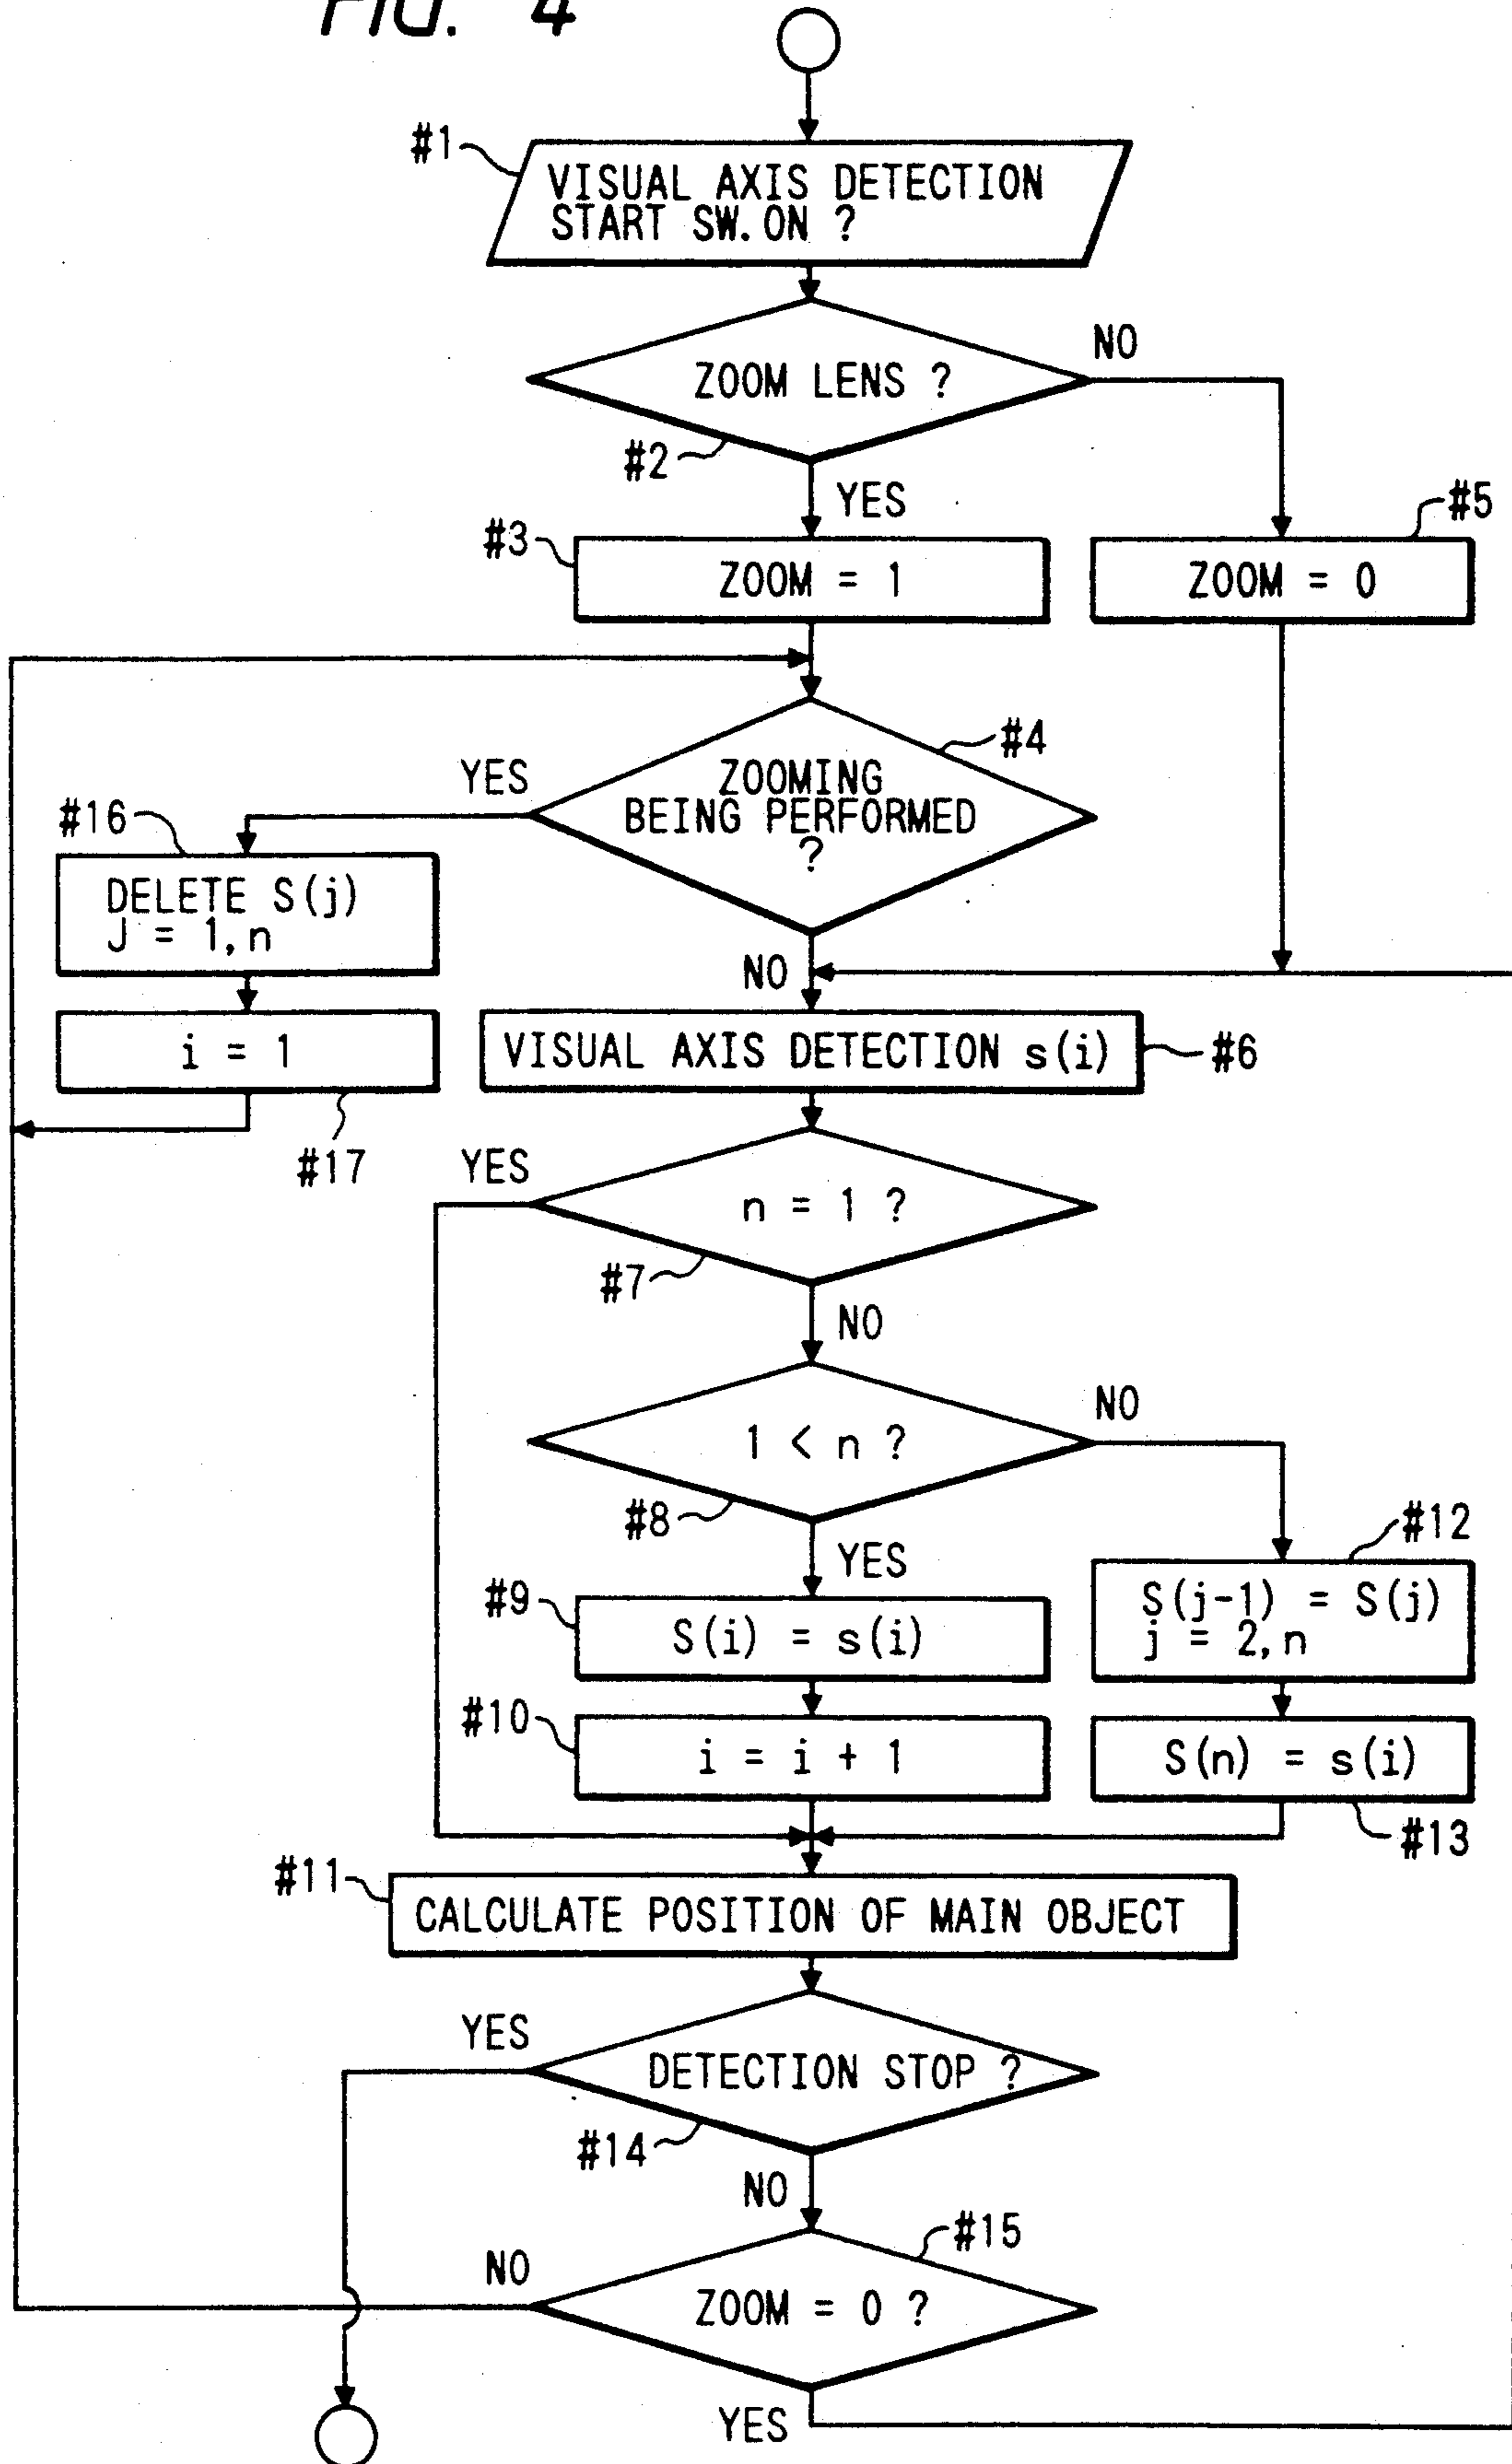 FIG. 4
#1
VISUAL AXIS DETECTION
START SW. ON ?
ZOOM LENS ?
NO
#2
YES
#3
ZOOM = 1
#5
ZOOM = 0
#4
ZOOMING
BEING PERFORMED
?
YES
#16
DELETE S(j)
J = 1, n
NO
i = 1
#17
VISUAL AXIS DETECTION s(i)
#6
YES
n = 1 ?
#7
NO
1 < n ?
NO
#8
YES
#12
S(j-1) = S(j)
j = 2, n
#9
S(i) = s(i)
#10
i = i + 1
S(n) = s(i)
#13
#11
CALCULATE POSITION OF MAIN OBJECT
YES
DETECTION STOP ?
#14
NO
#15
NO
ZOOM = 0 ?
YES